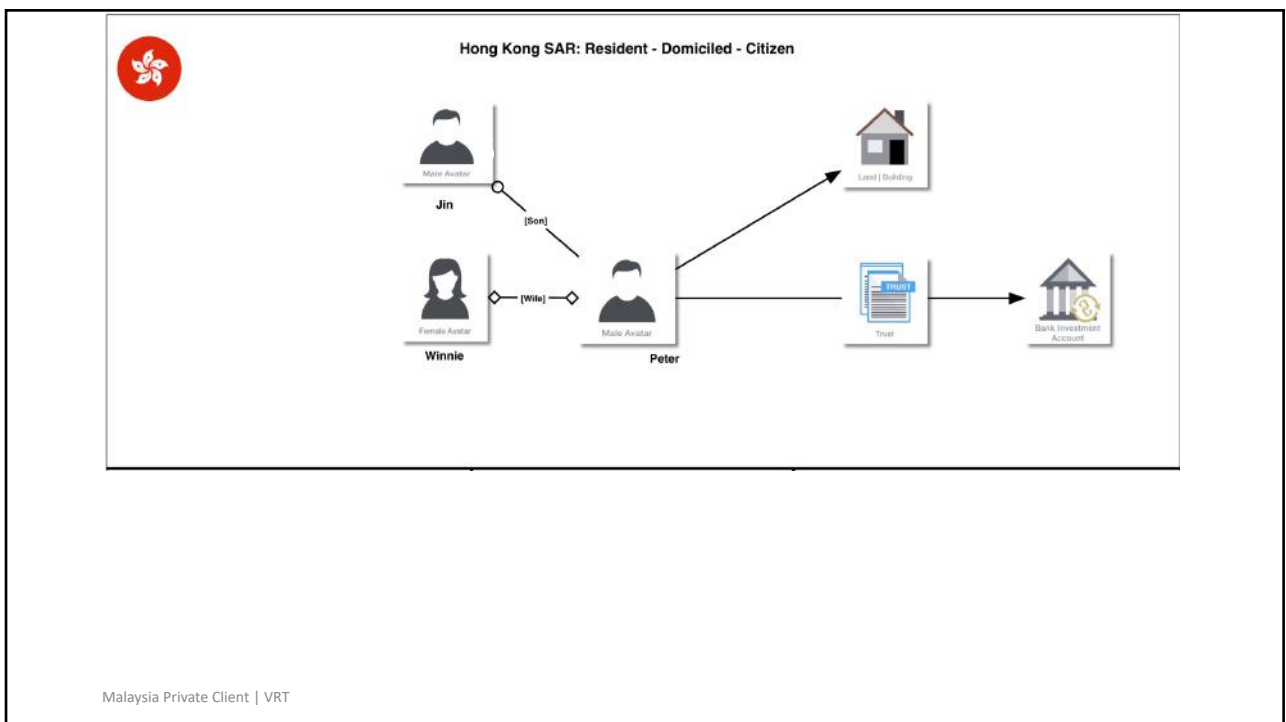 Hong Kong SAR: Resident - Domiciled - Citizen
Male Avatar
Jin
[Son]
Land | Building
[Wife]
Female Avatar
Winnie
Male Avatar
Peter
TRUST
Trust
Bank Investment
Account
Malaysia Private Client | VRT